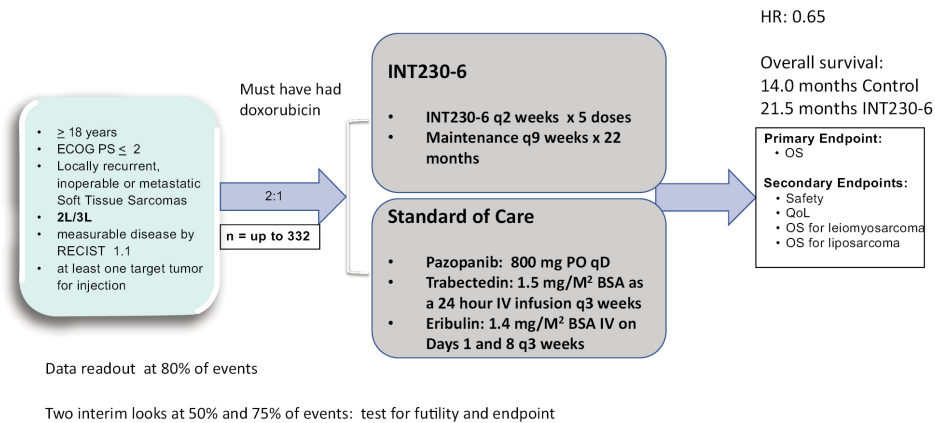 HR: 0.65
Overall survival:
14.0 months Control
21.5 months INT230-6
Must have had
doxorubicin
• ≥ 18 years
• ECOG PS ≤ 2
• Locally recurrent,
inoperable or metastatic
Soft Tissue Sarcomas
• 2L/3L
• measurable disease by
RECIST 1.1
• at least one target tumor
for injection
2:1
n = up to 332
INT230-6
• INT230-6 q2 weeks x 5 doses
• Maintenance q9 weeks x 22
months
Standard of Care
• Pazopanib: 800 mg PO qD
• Trabectedin: 1.5 mg/M² BSA as
a 24 hour IV infusion q3 weeks
• Eribulin: 1.4 mg/M² BSA IV on
Days 1 and 8 q3 weeks
Primary Endpoint:
• OS
Secondary Endpoints:
• Safety
• QoL
• OS for leiomyosarcoma
• OS for liposarcoma
Data readout at 80% of events
Two interim looks at 50% and 75% of events: test for futility and endpoint